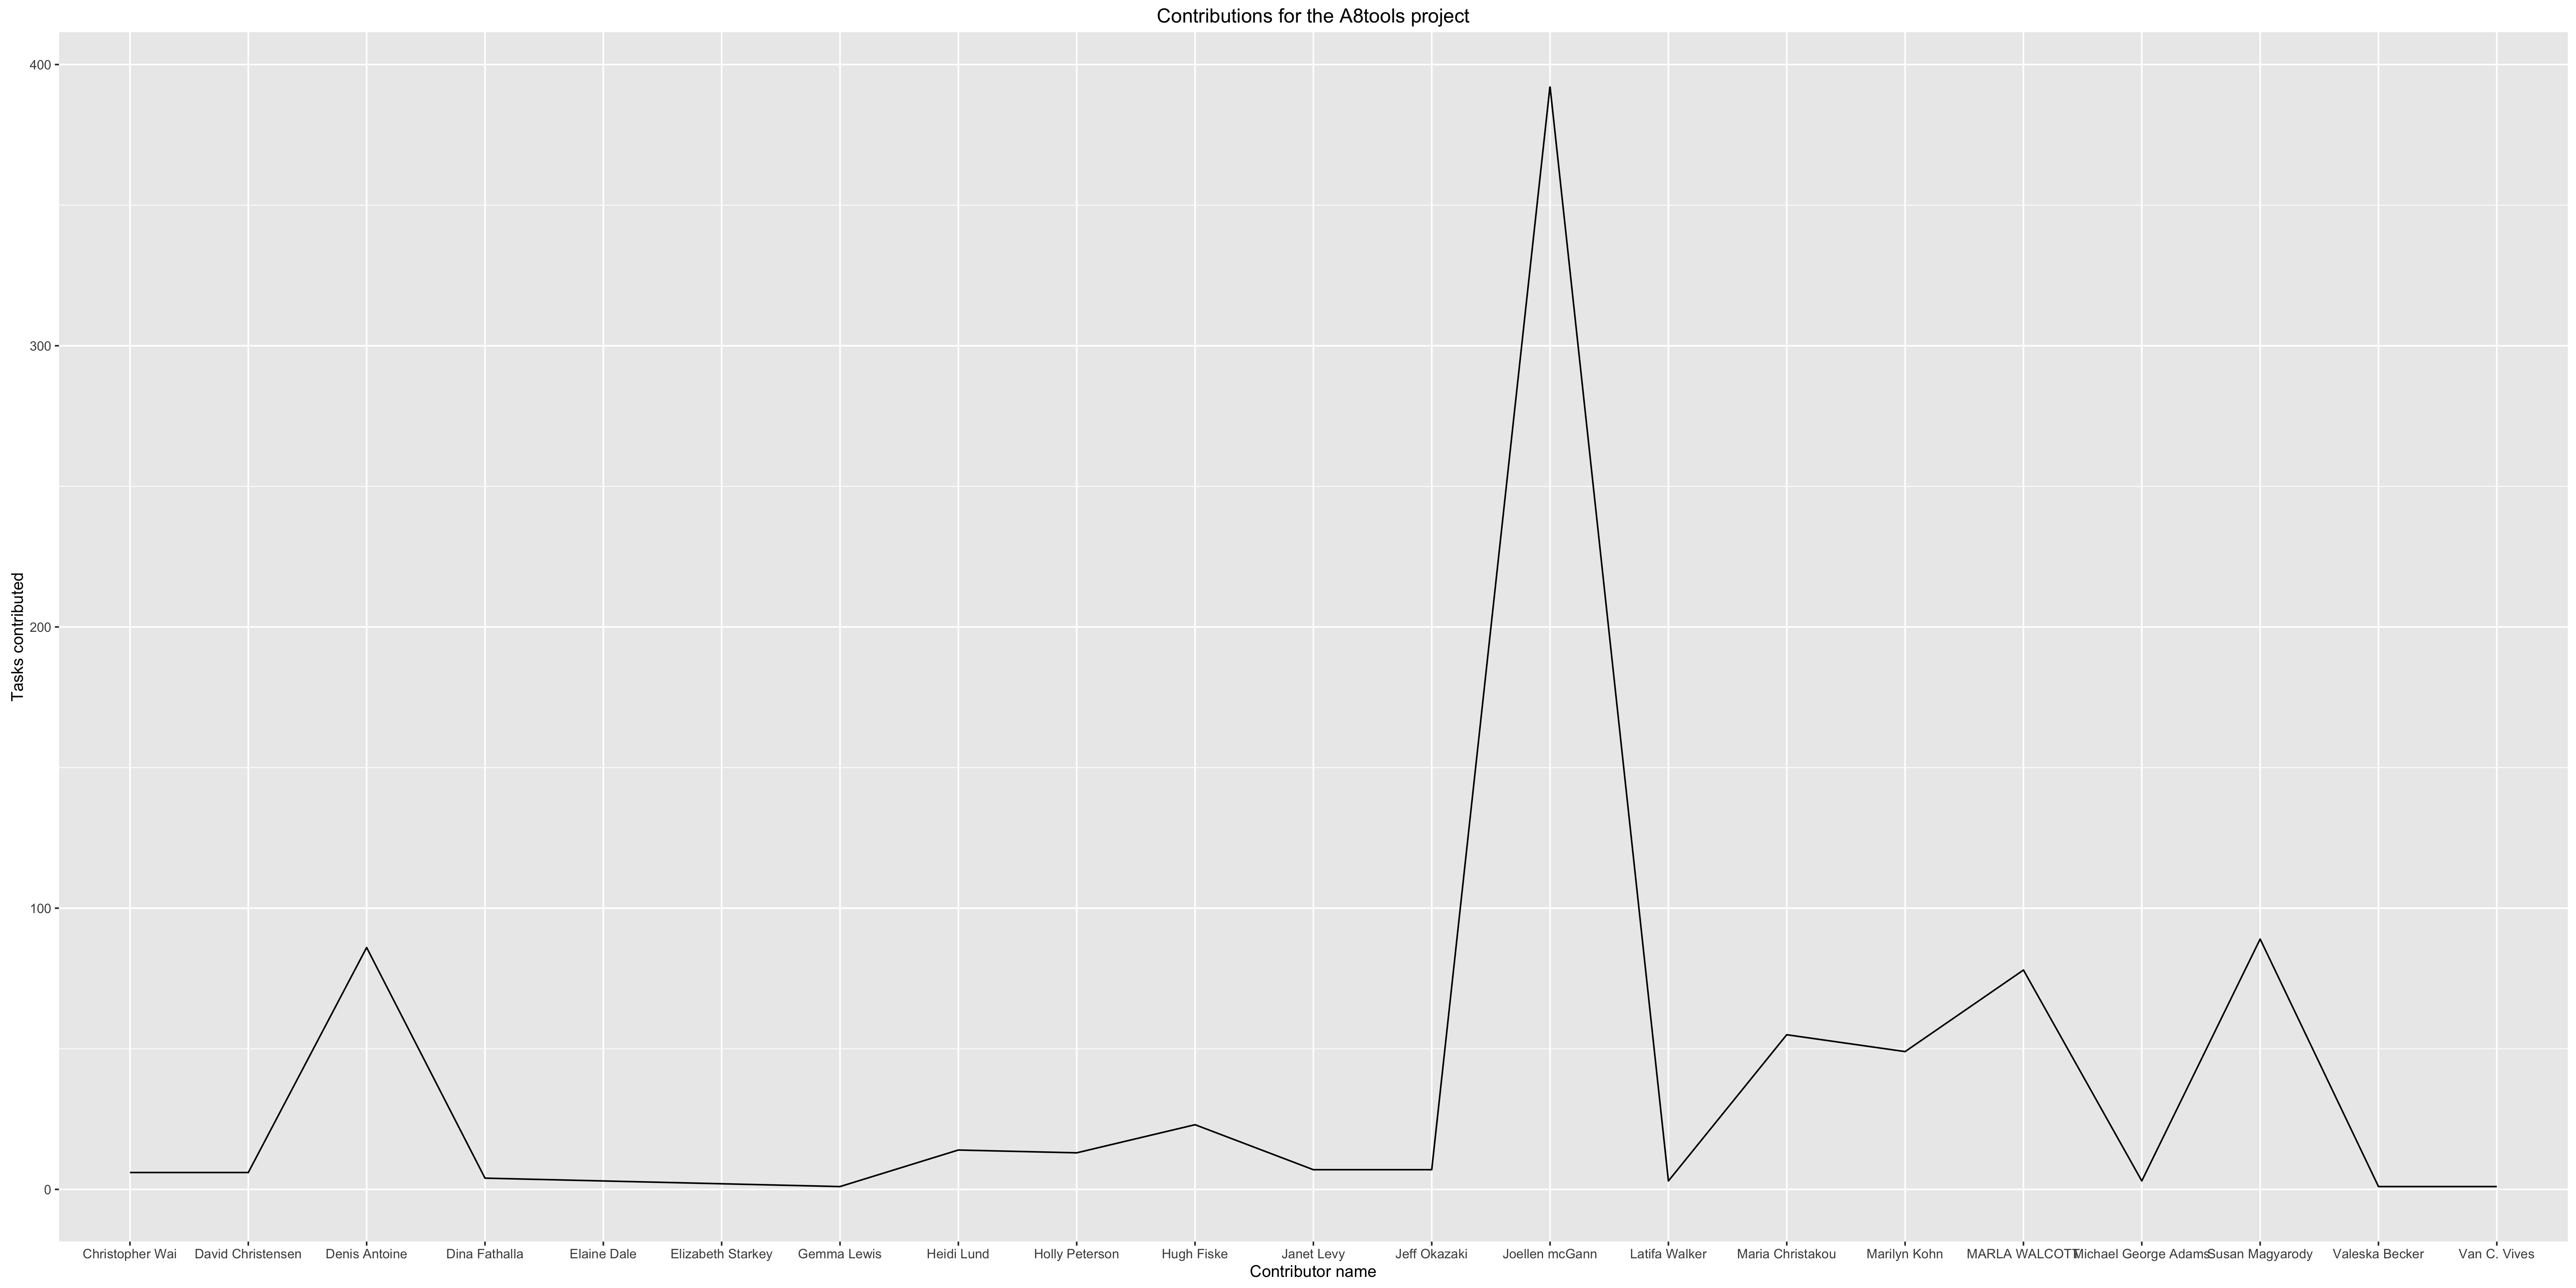 Contributions for the A8tools project
400
300
200
100
0
Tasks contributed
Christopher Wai David Christensen Denis Antoine Dina Fathalla Elaine Dale Elizabeth Starkey Gemma Lewis Heidi Lund Holly Peterson Hugh Fiske Janet Levy Jeff Okazaki Joellen mcGann Latifa Walker Maria Christakou Marilyn Kohn MARLA WALCOTT Michael George Adams Susan Magyarody Valeska Becker Van C. Vives
Contributor name